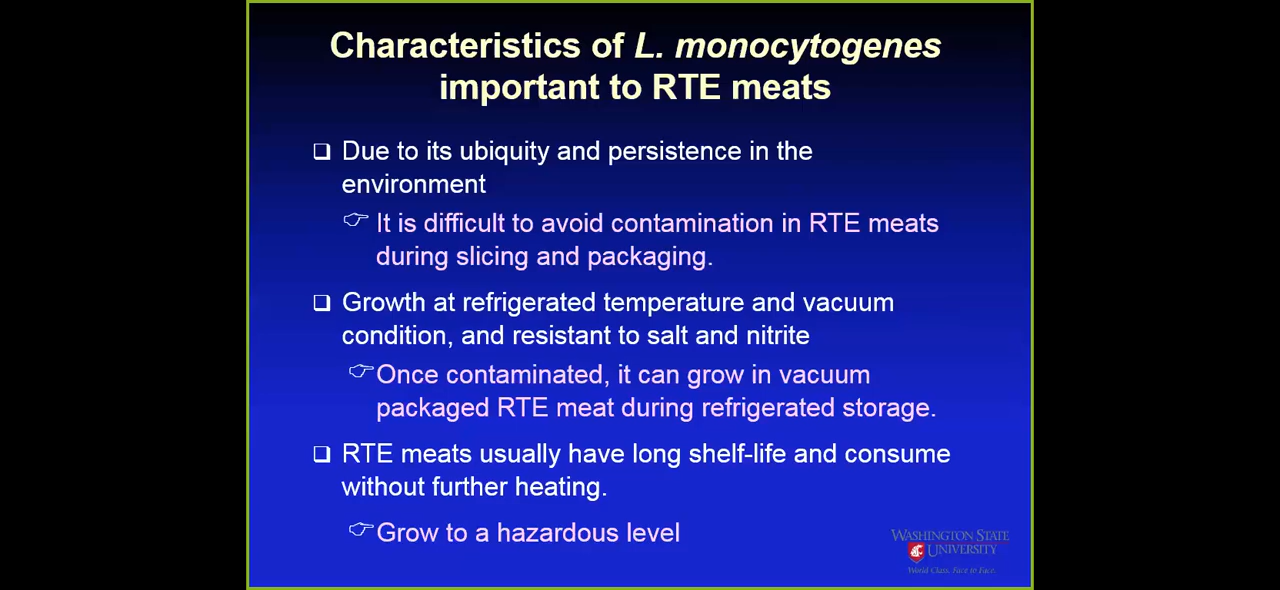 Characteristics of L. monocytogenes
important to RTE meats
Due to its ubiquity and persistence in the
environment
It is difficult to avoid contamination in RTE meats
during slicing and packaging.
Growth at refrigerated temperature and vacuum
condition, and resistant to salt and nitrite
Once contaminated, it can grow in vacuum
packaged RTE meat during refrigerated storage.
RTE meats usually have long shelf-life and consume
without further heating.
Grow to a hazardous level
WASHINGTON STATE
UNIVERSITY
World Class. Face to Face.